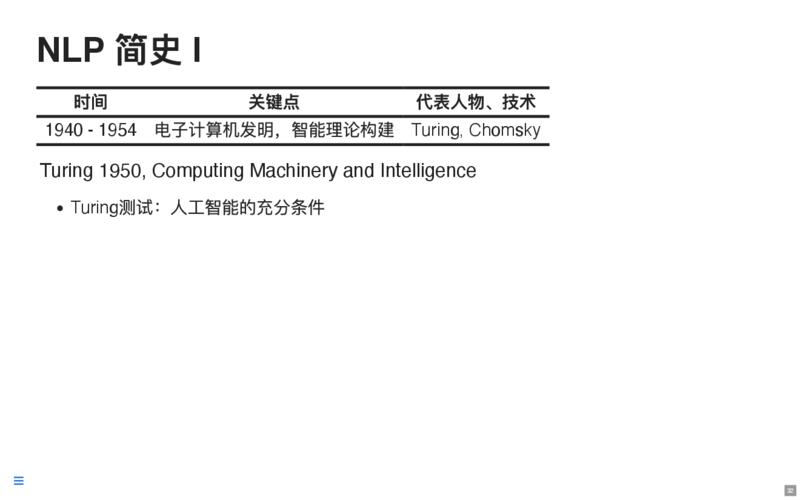 NLP 简史 I
时间 关键点 代表人物、技术
1940 - 1954 电子计算机发明，智能理论构建 Turing, Chomsky
Turing 1950, Computing Machinery and Intelligence
• Turing测试：人工智能的充分条件
32